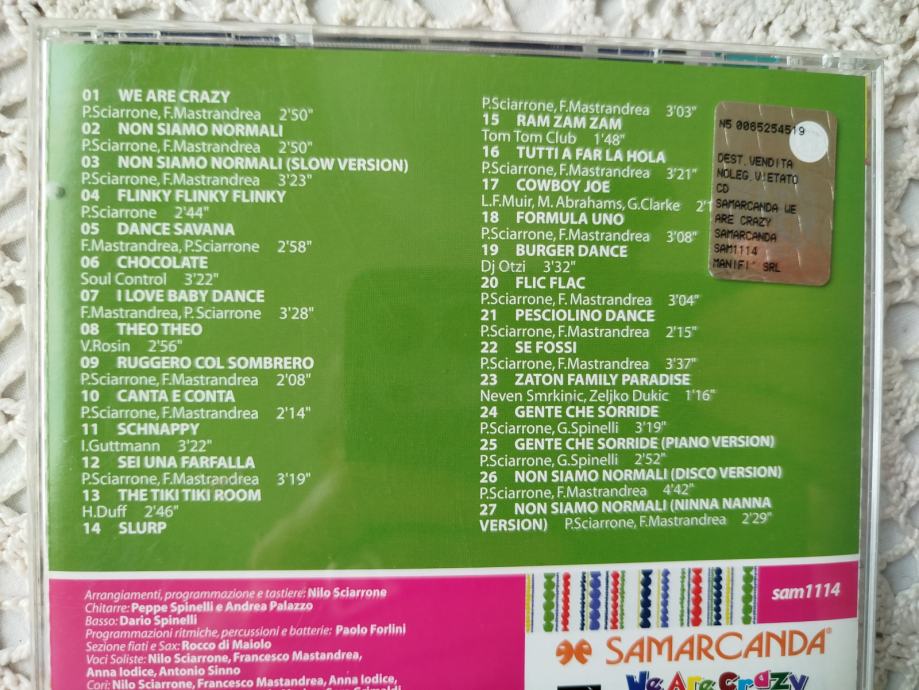 01 WE ARE CRAZY
P.Sciarrone, F.Mastrandrea 2'50"
02 NON SIAMO NORMALI
P.Sciarrone, F.Mastrandrea 2'50"
03 NON SIAMO NORMALI (SLOW VERSION)
P.Sciarrone, F.Mastrandrea 3'23"
04 FLINKY FLINKY FLINKY
P.Sciarrone 2'44"
05 DANCE SAVANA
F.Mastrandrea, P.Sciarrone 2'58"
06 CHOCOLATE
Soul Control 3'22"
07 I LOVE BABY DANCE
F.Mastrandrea, P. Sciarrone 3'28"
08 THEO THEO
V.Rosin 2'56"
09 RUGGERO COL SOMBRERO
P.Sciarrone, F.Mastrandrea 2'08"
10 CANTA E CONTA
P.Sciarrone, F.Mastrandrea 2'14"
11 SCHNAPPY
I.Guttmann 3'22"
12 SEI UNA FARFALLA
P.Sciarrone, F.Mastrandrea 3'19"
13 THE TIKI TIKI ROOM
H.Duff 2'46"
14 SLURP
P.Sciarrone, F.Mastrandrea 3'03"
15 RAM ZAM ZAM
Tom Tom Club 1'48"
16 TUTTI A FAR LA HOLA
P.Sciarrone, F.Mastrandrea 3'21"
17 COWBOY JOE
L.F.Muir, M. Abrahams, G.Clarke
18 FORMULA UNO
P.Sciarrone, F.Mastrandrea 3'08"
19 BURGER DANCE
Dj Otzi 3'32"
20 FLIC FLAC
P.Sciarrone, F.Mastrandrea 3'04"
21 PESCIOLINO DANCE
P.Sciarrone, F.Mastrandrea 2'15"
22 SE FOSSI
P.Sciarrone, F.Mastrandrea 3'37"
23 ZATON FAMILY PARADISE
Neven Smrkinic, Zeljko Dukic 1'16"
24 GENTE CHE SORRIDE
P.Sciarrone, G.Spinelli 3'19"
25 GENTE CHE SORRIDE (PIANO VERSION)
P.Sciarrone, G.Spinelli 2'52"
26 NON SIAMO NORMALI (DISCO VERSION)
P.Sciarrone, F.Mastrandrea 4'42"
27 NON SIAMO NORMALI (NINNA NANNA
VERSION) P.Sciarrone, F.Mastrandrea 2'29"
N5 0065254519
DEST.VENDITA
NOLEG.VIETATO
CD
SAMARCANDA WE
ARE CRAZY
SAMARCANDA
SAM1114
SRL
Arrangiamenti, programmazione e tastiere: Nilo Sciarrone
Chitarre: Peppe Spinelli e Andrea Palazzo
Basso: Dario Spinelli
Programmazioni ritmiche, percussioni e batterie: Paolo Forlini
Sezione fiati e Sax: Rocco di Maiolo
Voci Soliste: Nilo Sciarrone, Francesco Mastandrea,
Anna Iodice, Antonio Sinno
Cori: Nilo Sciarrone, Francesco Mastandrea, Anna Iodice,
sam1114
SAMARCANDA®
We Are Crazy